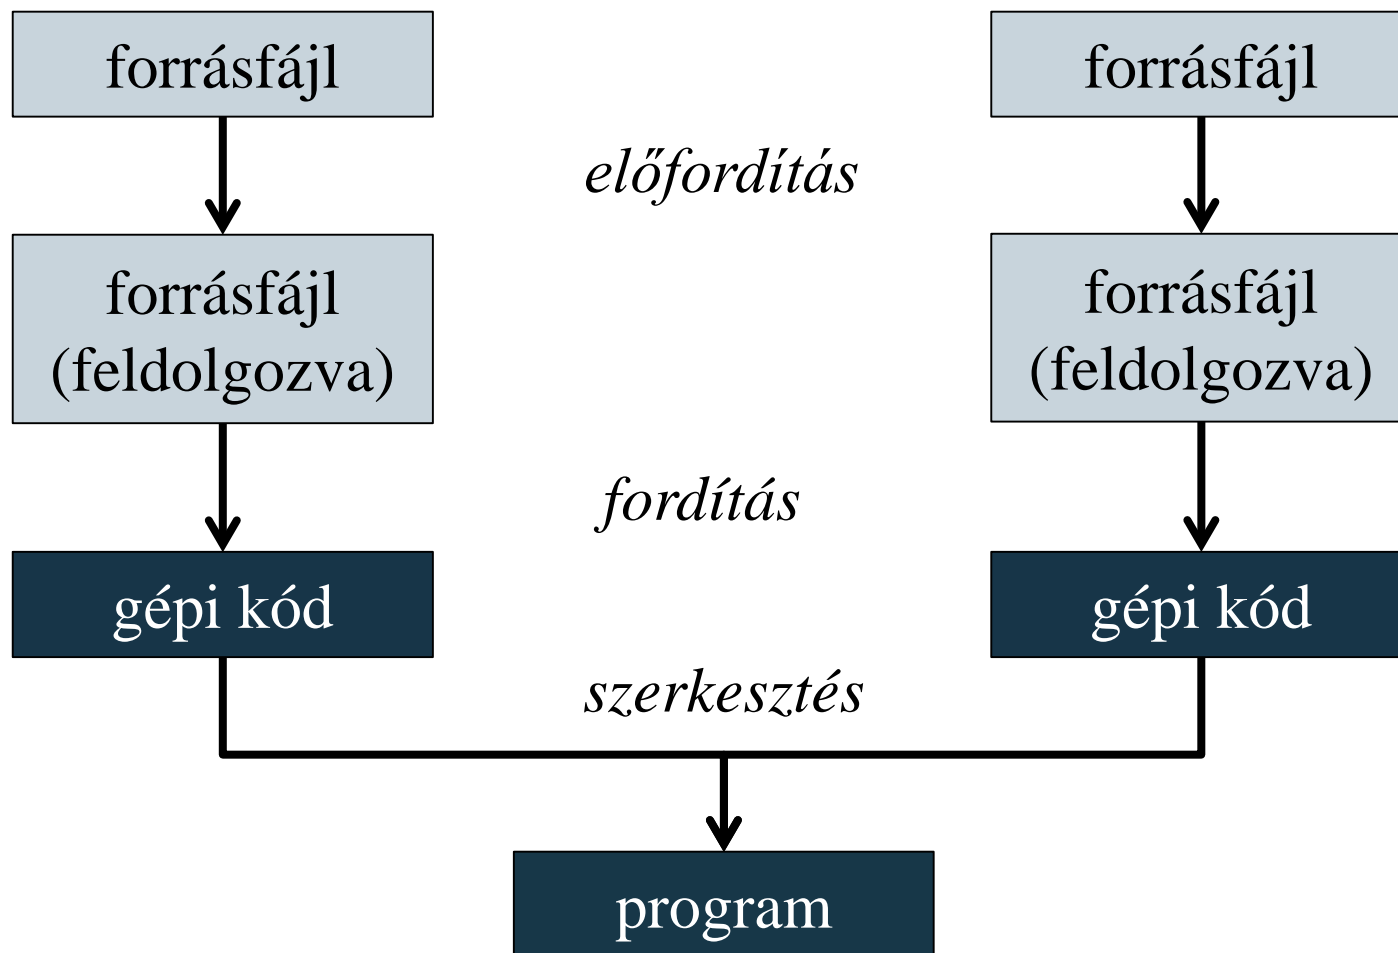 forrásfájl
forrásfájl
előfordítás
forrásfájl
(feldolgozva)
forrásfájl
(feldolgozva)
fordítás
gépi kód
gépi kód
szerkesztés
program